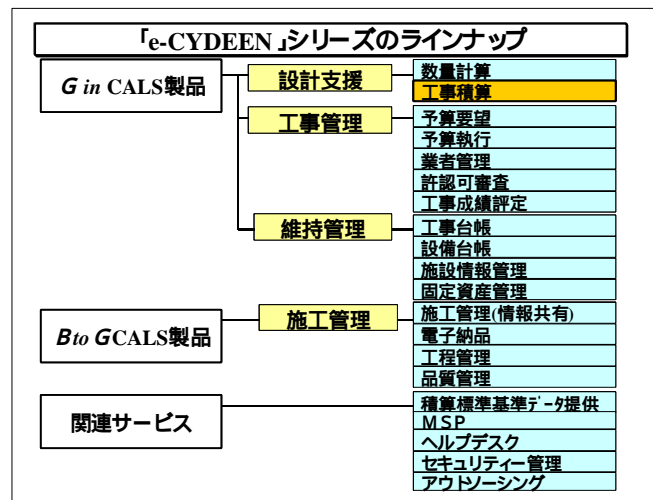 「e-CYDEEN」シリーズのラインナップ
G in CALS製品
設計支援
数量計算
工事積算
工事管理
予算要望
予算執行
業者管理
許認可審査
工事成績評定
維持管理
工事台帳
設備台帳
施設情報管理
固定資産管理
B to G CALS製品
施工管理
施工管理(情報共有)
電子納品
工程管理
品質管理
関連サービス
積算標準基準ﾃﾞｰﾀ提供
MSP
ヘルプデスク
セキュリティー管理
アウトソーシング